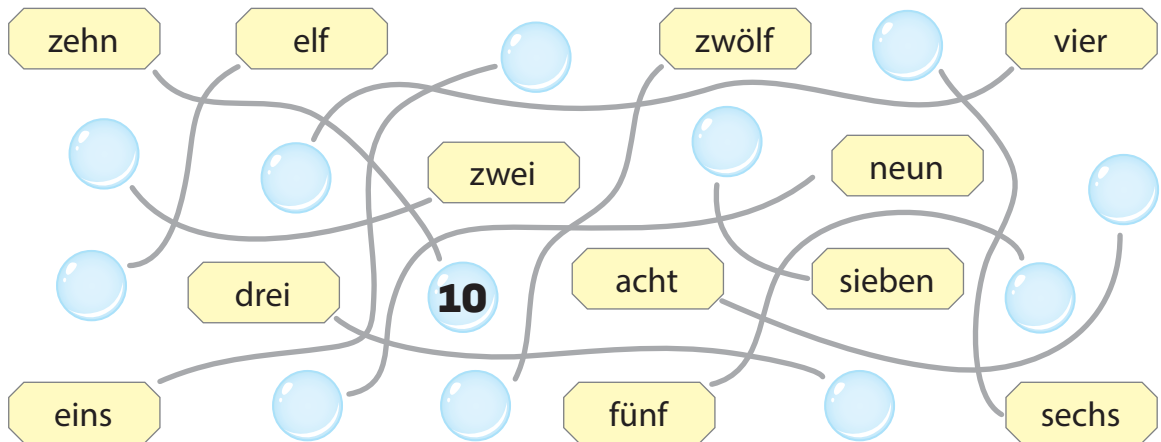 zehn
elf
zwölf
vier
zwei
neun
drei
10
acht
sieben
eins
fünf
sechs